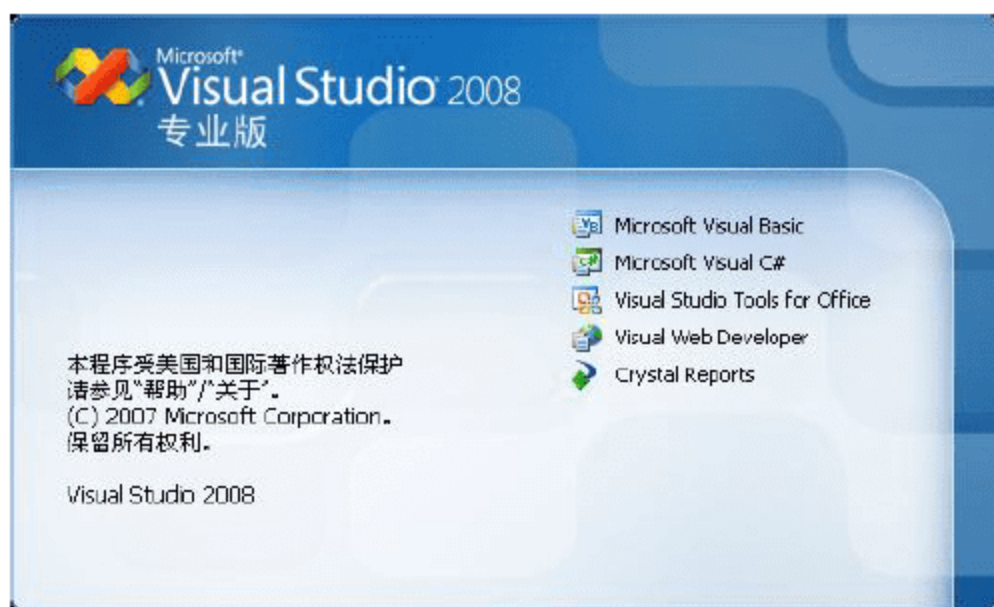 Microsoft®
Visual Studio® 2008
专业版
Microsoft Visual Basic
Microsoft Visual C#
Visual Studio Tools for Office
Visual Web Developer
Crystal Reports
本程序受美国和国际著作权法保护
请参见“帮助”/“关于”。
(C) 2007 Microsoft Corporation。
保留所有权利。
Visual Studio 2008